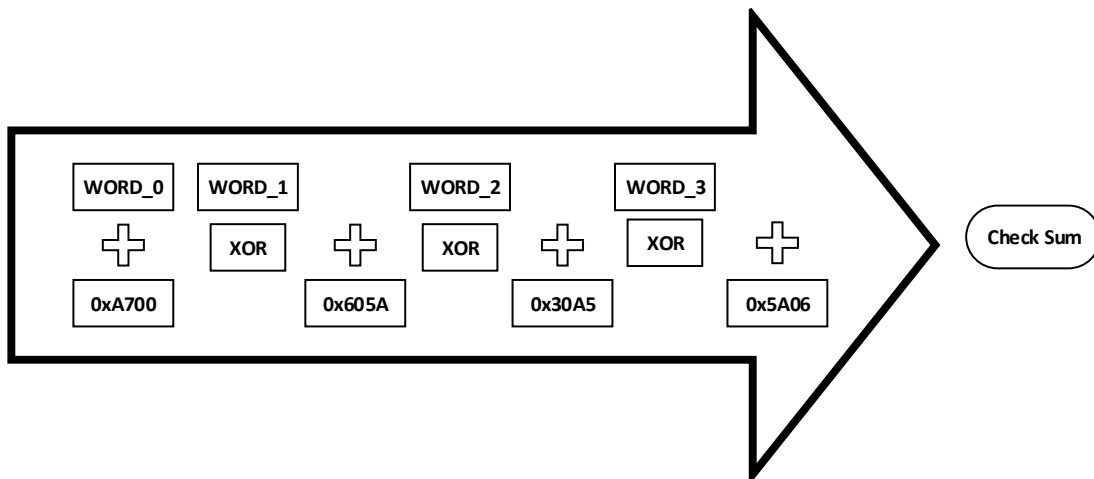 WORD_0
WORD_1
WORD_2
WORD_3
XOR
XOR
XOR
Check Sum
0xA700
0x605A
0x30A5
0x5A06